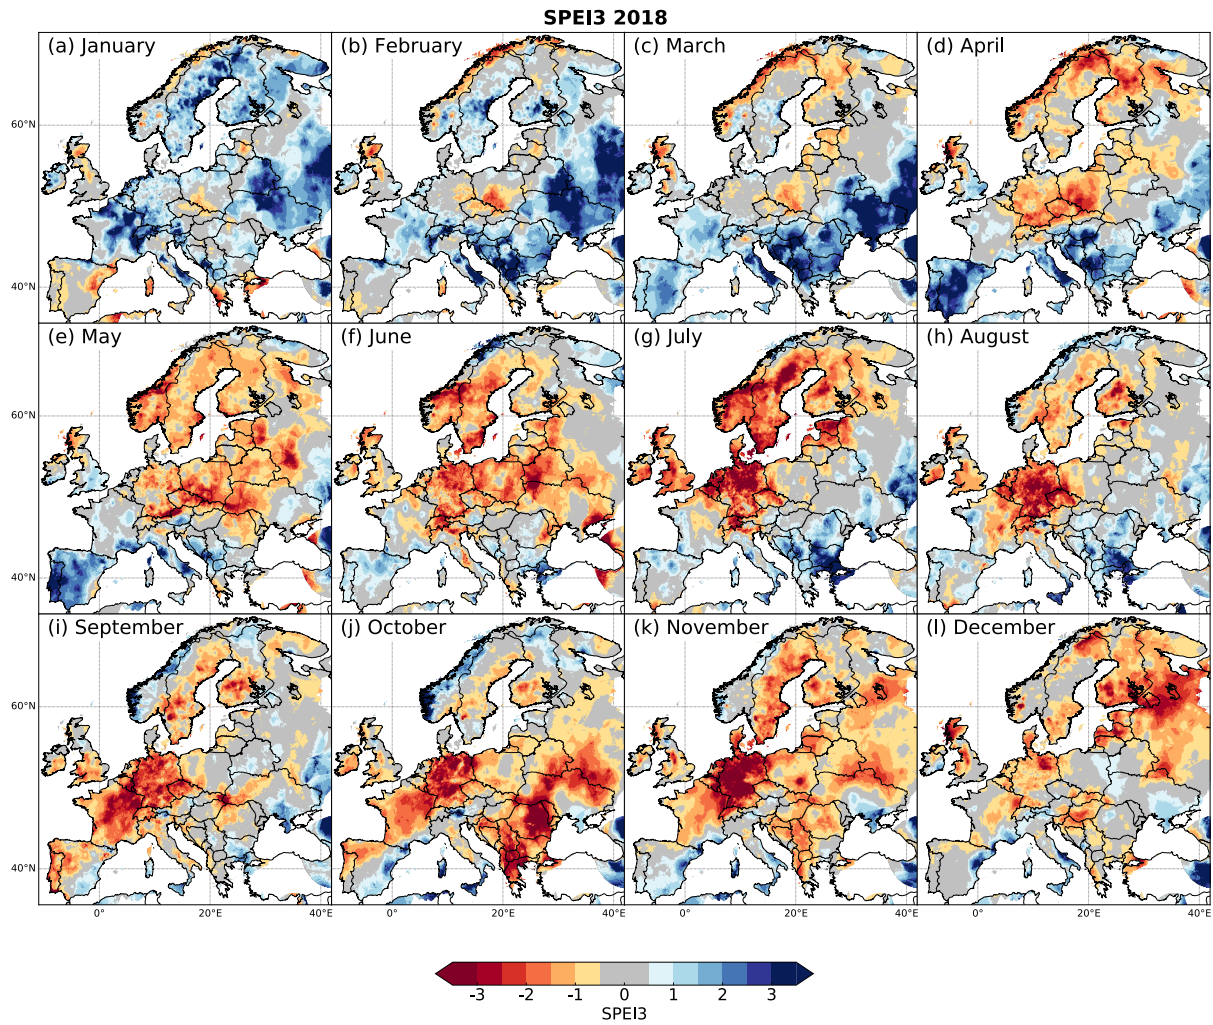 SPEI3 2018
(a) January
(b) February
(c) March
(d) April
60°N
40°N
(e) May
(f) June
(g) July
(h) August
60°N
40°N
(i) September
(j) October
(k) November
(l) December
60°N
40°N
0° 20°E 40°E 0° 20°E 40°E 0° 20°E 40°E 0° 20°E 40°E
-3 -2 -1 0 1 2 3
SPEI3